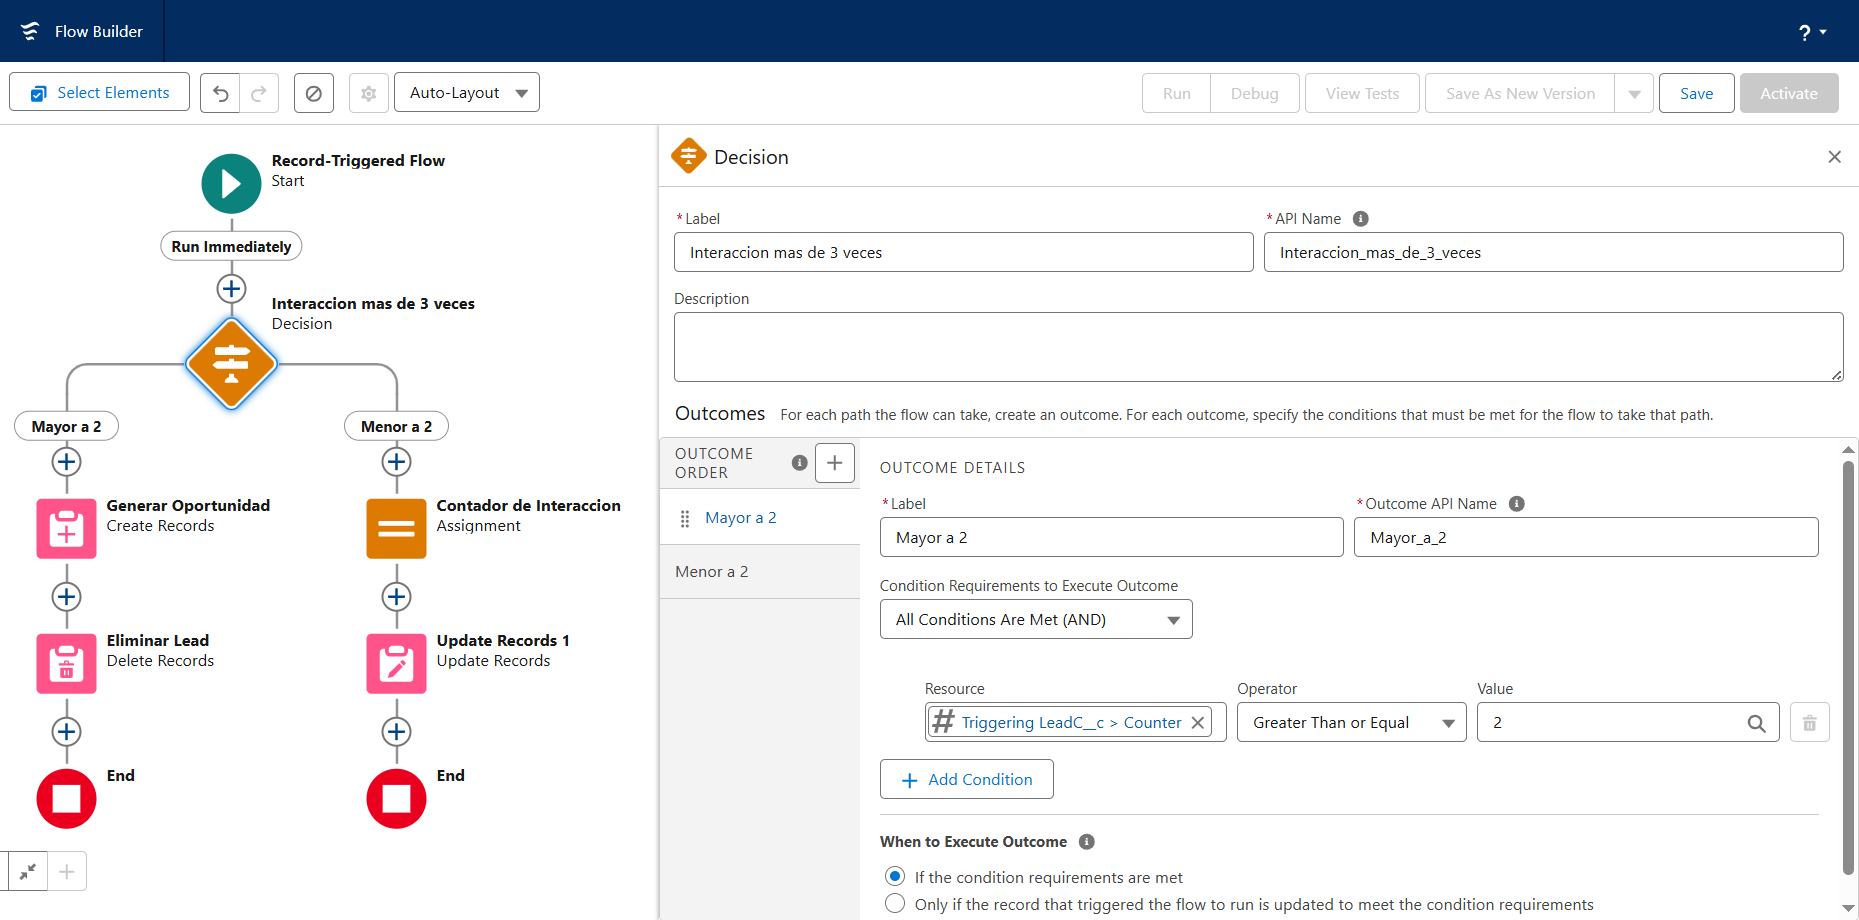 Flow Builder
?
Select Elements
Auto-Layout
Run
Debug
View Tests
Save As New Version
Save
Activate
Record-Triggered Flow
Start
Run Immediately
Interaccion mas de 3 veces
Decision
Mayor a 2
Menor a 2
Generar Oportunidad
Create Records
Contador de Interaccion
Assignment
Eliminar Lead
Delete Records
Update Records 1
Update Records
End
End
Decision
*Label
*API Name
Interaccion mas de 3 veces
Interaccion_mas_de_3_veces
Description
Outcomes
For each path the flow can take, create an outcome. For each outcome, specify the conditions that must be met for the flow to take that path.
OUTCOME
ORDER
Mayor a 2
Menor a 2
OUTCOME DETAILS
*Label
*Outcome API Name
Mayor a 2
Mayor_a_2
Condition Requirements to Execute Outcome
All Conditions Are Met (AND)
Resource
Operator
Value
Triggering LeadC__c > Counter
Greater Than or Equal
2
Add Condition
When to Execute Outcome
If the condition requirements are met
Only if the record that triggered the flow to run is updated to meet the condition requirements